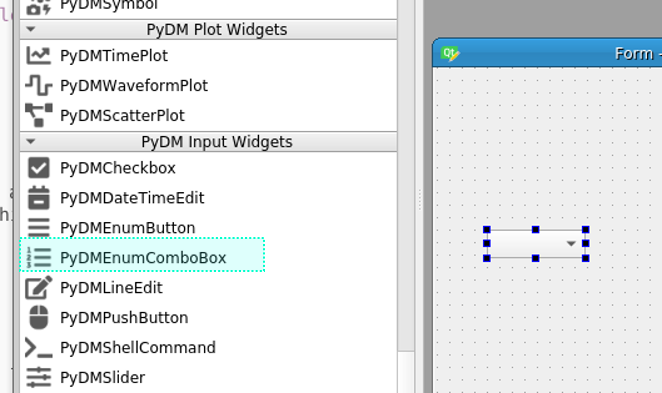 PyDMSymbol
PyDM Plot Widgets
PyDMTimePlot
PyDMWaveformPlot
PyDMScatterPlot
PyDM Input Widgets
PyDMCheckbox
PyDMDateTimeEdit
PyDMEnumButton
PyDMEnumComboBox
PyDMLineEdit
PyDMPushButton
PyDMShellCommand
PyDMSlider
Form -